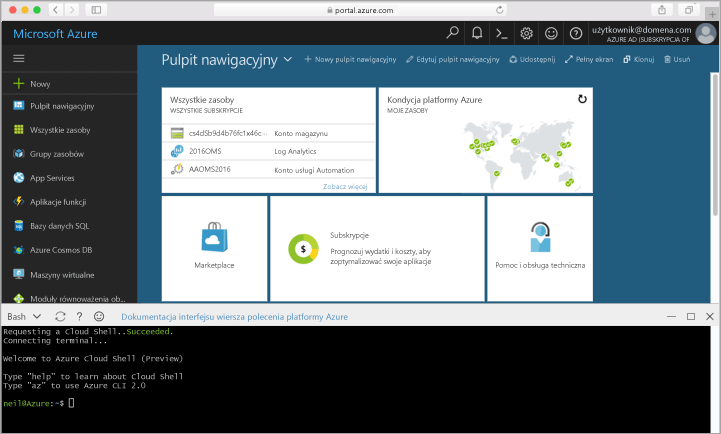 portal.azure.com
Microsoft Azure
użytkownik@domena.com
AZURE AD (SUBSKRYPCJA OF
Pulpit nawigacyjny
+ Nowy pulpit nawigacyjny
Edytuj pulpit nawigacyjny
Udostępnij
Pełny ekran
Klonuj
Usuń
Nowy
Pulpit nawigacyjny
Wszystkie zasoby
Grupy zasobów
App Services
Aplikacje funkcji
Bazy danych SQL
Azure Cosmos DB
Maszyny wirtualne
Moduły równoważenia ob...
Wszystkie zasoby
WSZYSTKIE SUBSKRYPCJE
cs4d5b9d4b76fc1x46c... Konto magazynu
2016OMS Log Analytics
AAOMS2016 Konto usługi Automation
Zobacz więcej
Kondycja platformy Azure
MOJE ZASOBY
Marketplace
Subskrypcje
Prognozuj wydatki i koszty, aby
zoptymalizować swoje aplikacje
Pomoc i obsługa techniczna
Bash
Dokumentacja interfejsu wiersza polecenia platformy Azure
Requesting a Cloud Shell..Succeeded.
Connecting terminal...
Welcome to Azure Cloud Shell (Preview)
Type "help" to learn about Cloud Shell
Type "az" to use Azure CLI 2.0
neil@Azure:~$